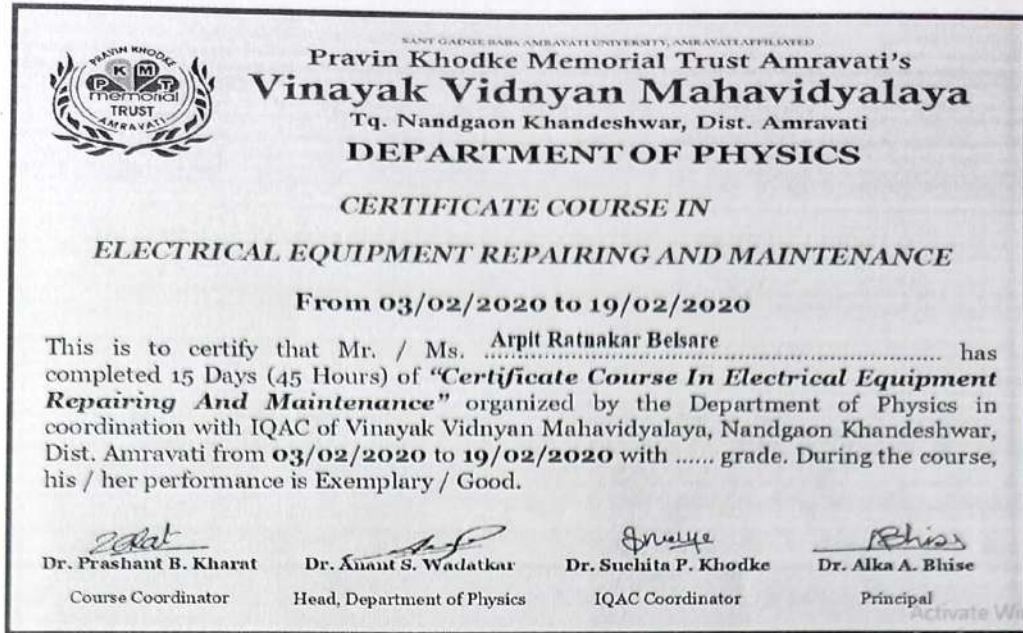 SANT GADGE BABA AMRAVATI UNIVERSITY, AMRAVATI AFFILIATED
PRAVIN KHODKE
P K M T
memorial
TRUST
AMRAVATI
Pravin Khodke Memorial Trust Amravati's
Vinayak Vidnyan Mahavidyalaya
Tq. Nandgaon Khandeshwar, Dist. Amravati
DEPARTMENT OF PHYSICS
CERTIFICATE COURSE IN
ELECTRICAL EQUIPMENT REPAIRING AND MAINTENANCE
From 03/02/2020 to 19/02/2020
This is to certify that Mr. / Ms. Arpit Ratnakar Belsare has
completed 15 Days (45 Hours) of "Certificate Course In Electrical Equipment
Repairing And Maintenance" organized by the Department of Physics in
coordination with IQAC of Vinayak Vidnyan Mahavidyalaya, Nandgaon Khandeshwar,
Dist. Amravati from 03/02/2020 to 19/02/2020 with ...... grade. During the course,
his / her performance is Exemplary / Good.
Dr. Prashant B. Kharat Dr. Anant S. Wadatkar Dr. Suchita P. Khodke Dr. Alka A. Bhise
Course Coordinator Head, Department of Physics IQAC Coordinator Principal
Activate Wi